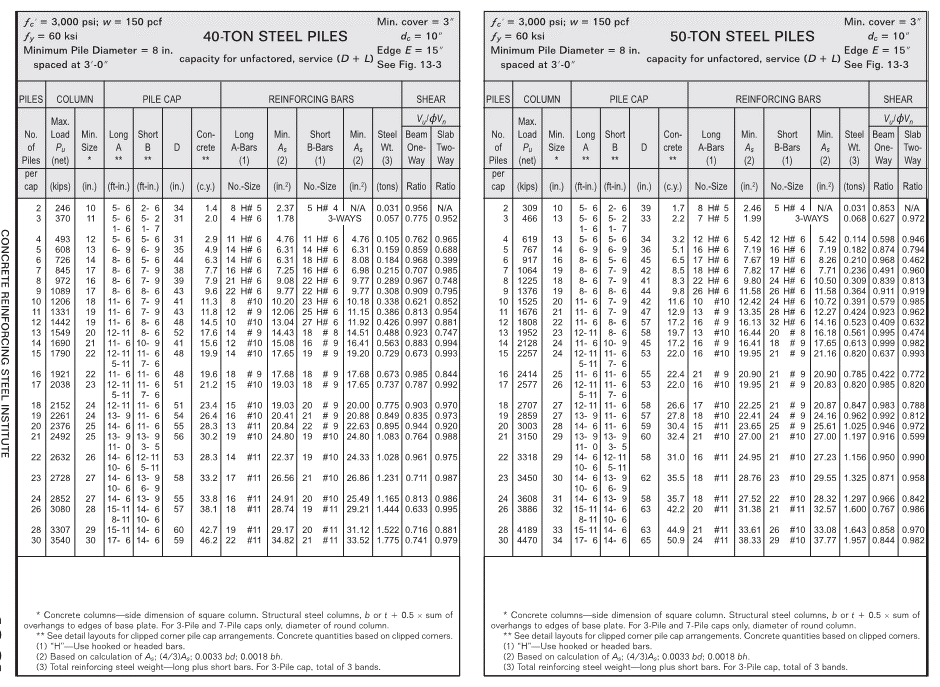 CONCRETE REINFORCING STEEL INSTITUTE
fc′ = 3,000 psi; w = 150 pcf
fy = 60 ksi
Minimum Pile Diameter = 8 in.
spaced at 3′-0″
40-TON STEEL PILES
capacity for unfactored, service (D + L)
Min. cover = 3″
dc = 10″
Edge E = 15″
See Fig. 13-3
PILES COLUMN PILE CAP REINFORCING BARS SHEAR
Vu/ϕVn
No. of Piles per cap
Max. Load Pu (net) (kips)
Min. Size * (in.)
Long A ** (ft-in.)
Short B ** (ft-in.)
D (in.)
Con-crete ** (c.y.)
Long A-Bars (1) No.-Size
Min. As (2) (in.²)
Short B-Bars (1) No.-Size
Min. As (2) (in.²)
Steel Wt. (3) (tons)
Beam One-Way Ratio
Slab Two-Way Ratio
2 246 10 5- 6 2- 6 34 1.4 8 H# 5 2.37 5 H# 4 N/A 0.031 0.956 N/A
3 370 11 5- 6 5- 2 31 2.0 4 H# 6 1.78 3-WAYS 0.057 0.775 0.952
1- 6 1- 7
4 493 12 5- 6 5- 6 31 2.9 11 H# 6 4.76 11 H# 6 4.76 0.105 0.762 0.965
5 608 13 6- 9 6- 9 35 4.9 14 H# 6 6.31 14 H# 6 6.31 0.159 0.859 0.688
6 726 14 8- 6 5- 6 44 6.3 14 H# 6 6.31 18 H# 6 8.08 0.184 0.968 0.399
7 845 17 8- 6 7- 9 38 7.7 16 H# 6 7.25 16 H# 6 6.98 0.215 0.707 0.985
8 972 16 8- 6 7- 9 39 7.9 21 H# 6 9.08 22 H# 6 9.77 0.289 0.967 0.748
9 1089 17 8- 6 8- 6 43 9.6 22 H# 6 9.77 22 H# 6 9.77 0.308 0.909 0.795
10 1206 18 11- 6 7- 9 41 11.3 8 #10 10.20 23 H# 6 10.18 0.338 0.621 0.852
11 1331 19 11- 6 7- 9 43 11.8 12 # 9 12.06 25 H# 6 11.15 0.386 0.813 0.954
12 1442 19 11- 6 8- 6 48 14.5 10 #10 13.04 27 H# 6 11.92 0.426 0.997 0.881
13 1549 20 12-11 8- 6 49 17.6 14 # 9 14.43 18 H# 8 14.51 0.488 0.923 0.747
14 1690 21 11- 6 10- 9 41 15.6 12 #10 15.08 16 # 9 16.41 0.563 0.883 0.994
15 1790 22 12-11 11- 6 48 19.9 14 #10 17.65 19 # 9 19.20 0.729 0.673 0.993
5-11 7- 6
16 1921 22 11- 6 11- 6 48 19.6 18 # 9 17.68 18 # 9 17.68 0.673 0.985 0.844
17 2038 23 12-11 11- 6 51 21.2 15 #10 19.03 18 # 9 17.65 0.737 0.787 0.992
5-11 7- 6
18 2152 24 12-11 11- 6 51 23.4 15 #10 19.03 20 # 9 20.00 0.775 0.903 0.970
19 2261 24 13- 9 11- 6 54 26.4 16 #10 20.41 21 # 9 20.88 0.849 0.835 0.973
20 2376 25 14- 6 11- 6 55 28.3 13 #11 20.84 22 # 9 22.63 0.895 0.944 0.920
21 2492 25 13- 9 13- 9 56 30.2 19 #10 24.80 19 #10 24.80 1.083 0.764 0.988
11- 0 3- 5
22 2632 26 14- 6 12-11 53 28.3 14 #11 22.37 19 #10 24.33 1.028 0.961 0.975
10- 6 5-11
23 2728 27 14- 6 13- 9 58 33.2 17 #11 26.56 21 #10 26.86 1.231 0.711 0.987
10- 6 6- 9
24 2852 27 14- 6 13- 9 55 33.8 16 #11 24.91 20 #10 25.49 1.165 0.813 0.986
26 3080 28 15-11 14- 6 57 38.1 18 #11 28.74 19 #11 29.21 1.444 0.633 0.995
8-11 10- 6
28 3307 29 15-11 14- 6 60 42.7 19 #11 29.17 20 #11 31.12 1.522 0.716 0.881
30 3540 30 17- 6 14- 6 59 46.2 22 #11 34.82 21 #11 33.52 1.775 0.741 0.979
* Concrete columns—side dimension of square column. Structural steel columns, b or t + 0.5 × sum of
overhangs to edges of base plate. For 3-Pile and 7-Pile caps only, diameter of round column.
** See detail layouts for clipped corner pile cap arrangements. Concrete quantities based on clipped corners.
(1) "H"—Use hooked or headed bars.
(2) Based on calculation of As; (4/3)As; 0.0033 bd; 0.0018 bh.
(3) Total reinforcing steel weight—long plus short bars. For 3-Pile cap, total of 3 bands.
fc′ = 3,000 psi; w = 150 pcf
fy = 60 ksi
Minimum Pile Diameter = 8 in.
spaced at 3′-0″
50-TON STEEL PILES
capacity for unfactored, service (D + L)
Min. cover = 3″
dc = 10″
Edge E = 15″
See Fig. 13-3
PILES COLUMN PILE CAP REINFORCING BARS SHEAR
Vu/ϕVn
No. of Piles per cap
Max. Load Pu (net) (kips)
Min. Size * (in.)
Long A ** (ft-in.)
Short B ** (ft-in.)
D (in.)
Con-crete ** (c.y.)
Long A-Bars (1) No.-Size
Min. As (2) (in.²)
Short B-Bars (1) No.-Size
Min. As (2) (in.²)
Steel Wt. (3) (tons)
Beam One-Way Ratio
Slab Two-Way Ratio
2 309 10 5- 6 2- 6 39 1.7 8 H# 5 2.46 5 H# 4 N/A 0.031 0.853 N/A
3 466 13 5- 6 5- 2 33 2.2 7 H# 5 1.99 3-WAYS 0.068 0.627 0.972
1- 6 1- 7
4 619 13 5- 6 5- 6 34 3.2 12 H# 6 5.42 12 H# 6 5.42 0.114 0.598 0.946
5 767 14 6- 9 6- 9 36 5.1 16 H# 6 7.19 16 H# 6 7.19 0.182 0.874 0.794
6 917 16 8- 6 5- 6 45 6.5 17 H# 6 7.67 19 H# 6 8.26 0.210 0.968 0.462
7 1064 19 8- 6 7- 9 42 8.5 18 H# 6 7.82 17 H# 6 7.71 0.236 0.491 0.960
8 1225 18 8- 6 7- 9 41 8.3 22 H# 6 9.80 24 H# 6 10.50 0.309 0.839 0.813
9 1376 19 8- 6 8- 6 44 9.8 26 H# 6 11.58 26 H# 6 11.58 0.364 0.911 0.919
10 1525 20 11- 6 7- 9 42 11.6 10 #10 12.42 24 H# 6 10.72 0.391 0.579 0.985
11 1676 21 11- 6 7- 9 47 12.9 13 # 9 13.35 28 H# 6 12.27 0.424 0.923 0.962
12 1808 22 11- 6 8- 6 57 17.2 16 # 9 16.13 32 H# 6 14.16 0.523 0.409 0.632
13 1952 23 12-11 8- 6 58 19.7 13 #10 16.44 20 # 8 16.18 0.561 0.995 0.474
14 2128 24 11- 6 10- 9 45 17.2 16 # 9 16.41 18 # 9 17.65 0.613 0.999 0.982
15 2257 24 12-11 11- 6 53 22.0 16 #10 19.95 21 # 9 21.16 0.820 0.637 0.993
5-11 7- 6
16 2414 25 11- 6 11- 6 55 22.4 21 # 9 20.90 21 # 9 20.90 0.785 0.422 0.772
17 2577 26 12-11 11- 6 53 22.0 16 #10 19.95 21 # 9 20.83 0.820 0.985 0.820
5-11 7- 6
18 2707 27 12-11 11- 6 58 26.6 17 #10 22.25 21 #10 20.87 0.847 0.983 0.788
19 2859 27 13- 9 11- 6 57 27.8 18 #10 22.41 24 # 9 24.16 0.962 0.992 0.812
20 3003 28 14- 6 11- 6 59 30.4 15 #11 23.65 25 # 9 25.61 1.025 0.946 0.972
21 3150 29 13- 9 13- 9 60 32.4 21 #10 27.00 21 #10 27.00 1.197 0.916 0.599
11- 0 3- 5
22 3318 29 14- 6 12-11 58 31.0 16 #11 24.95 21 #10 27.23 1.156 0.950 0.990
10- 6 5-11
23 3450 30 14- 6 13- 9 62 35.5 18 #11 28.76 23 #10 29.55 1.325 0.871 0.958
10- 6 6- 9
24 3608 31 14- 6 13- 9 58 35.7 18 #11 27.52 22 #10 28.32 1.297 0.966 0.842
26 3886 32 15-11 14- 6 63 42.2 20 #11 31.38 21 #11 32.57 1.600 0.767 0.986
8-11 10- 6
28 4189 33 15-11 14- 6 63 44.9 21 #11 33.61 26 #10 33.08 1.643 0.858 0.970
30 4470 34 17- 6 14- 6 65 50.9 24 #11 38.33 29 #10 37.77 1.957 0.844 0.982
* Concrete columns—side dimension of square column. Structural steel columns, b or t + 0.5 × sum of
overhangs to edges of base plate. For 3-Pile and 7-Pile caps only, diameter of round column.
** See detail layouts for clipped corner pile cap arrangements. Concrete quantities based on clipped corners.
(1) "H"—Use hooked or headed bars.
(2) Based on calculation of As; (4/3)As; 0.0033 bd; 0.0018 bh.
(3) Total reinforcing steel weight—long plus short bars. For 3-Pile cap, total of 3 bands.